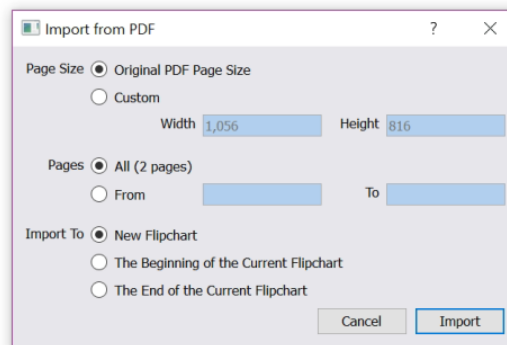 Import from PDF ?
Page Size Original PDF Page Size
Custom
Width 1,056 Height 816
Pages All (2 pages)
From To
Import To New Flipchart
The Beginning of the Current Flipchart
The End of the Current Flipchart
Cancel Import